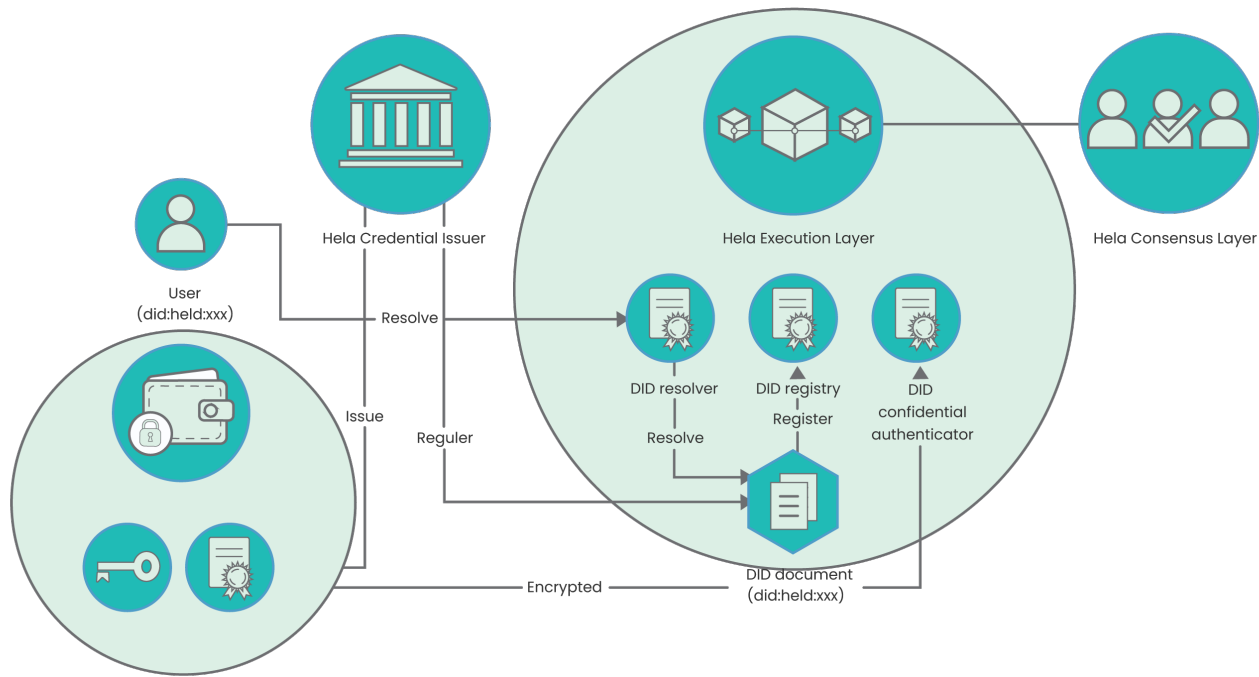 Hela Credential Issuer
Hela Execution Layer
Hela Consensus Layer
User
(did:held:xxx)
Resolve
DID resolver
DID registry
DID
confidential
authenticator
Issue
Reguler
Resolve
Register
DID document
(did:held:xxx)
Encrypted